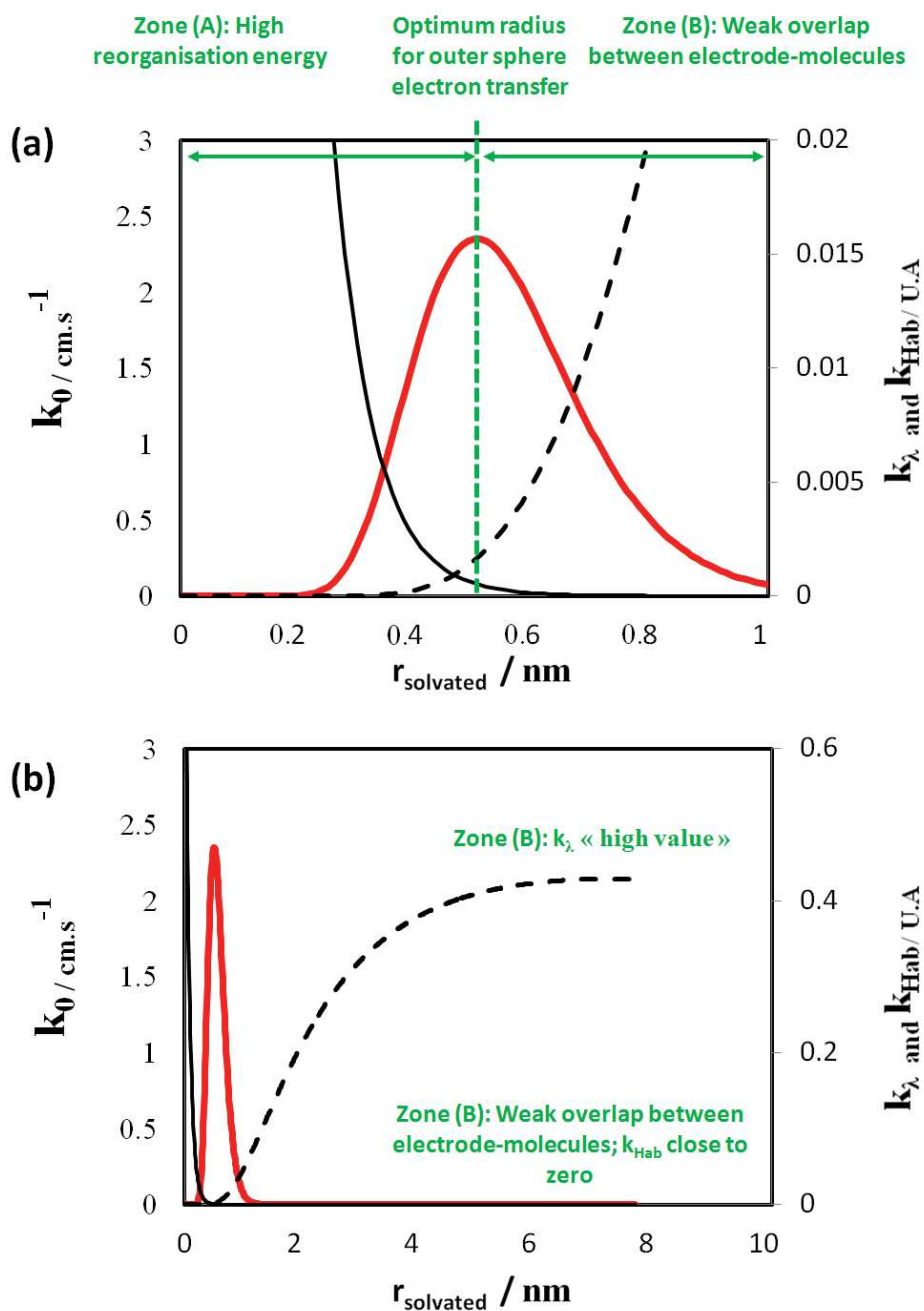 Zone (A): High
reorganisation energy
Optimum radius
for outer sphere
electron transfer
Zone (B): Weak overlap
between electrode-molecules
(a)
3
2.5
2
1.5
1
0.5
0
k0 / cm.s-1
0.02
0.015
0.01
0.005
0
kλ and kHab/ U.A
0 0.2 0.4 0.6 0.8 1
rsolvated / nm
(b)
3
2.5
2
1.5
1
0.5
0
k0 / cm.s-1
Zone (B): kλ « high value »
Zone (B): Weak overlap between
electrode-molecules; kHab close to
zero
0.6
0.4
0.2
0
kλ and kHab/ U.A
0 2 4 6 8 10
rsolvated / nm